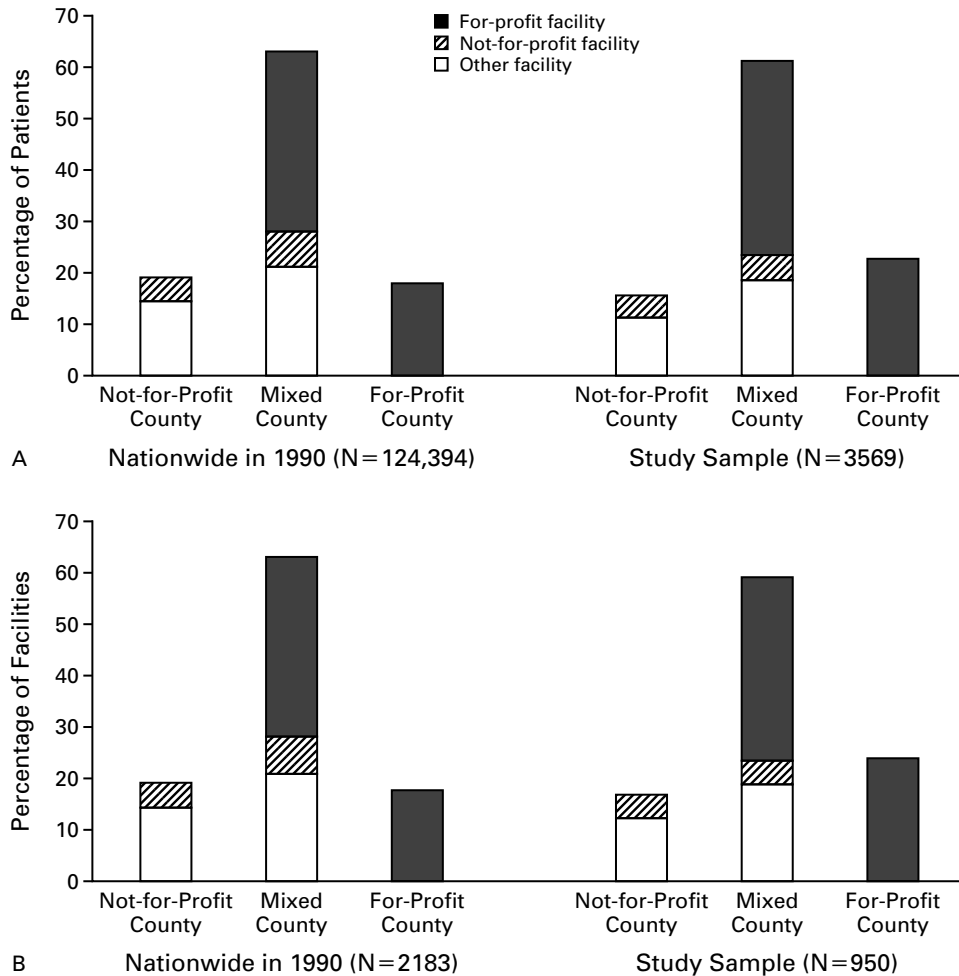 For-profit facility
Not-for-profit facility
Other facility
Percentage of Patients
70
60
50
40
30
20
10
0
Not-for-Profit County
Mixed County
For-Profit County
Not-for-Profit County
Mixed County
For-Profit County
A
Nationwide in 1990 (N=124,394)
Study Sample (N=3569)
Percentage of Facilities
70
60
50
40
30
20
10
0
Not-for-Profit County
Mixed County
For-Profit County
Not-for-Profit County
Mixed County
For-Profit County
B
Nationwide in 1990 (N=2183)
Study Sample (N=950)